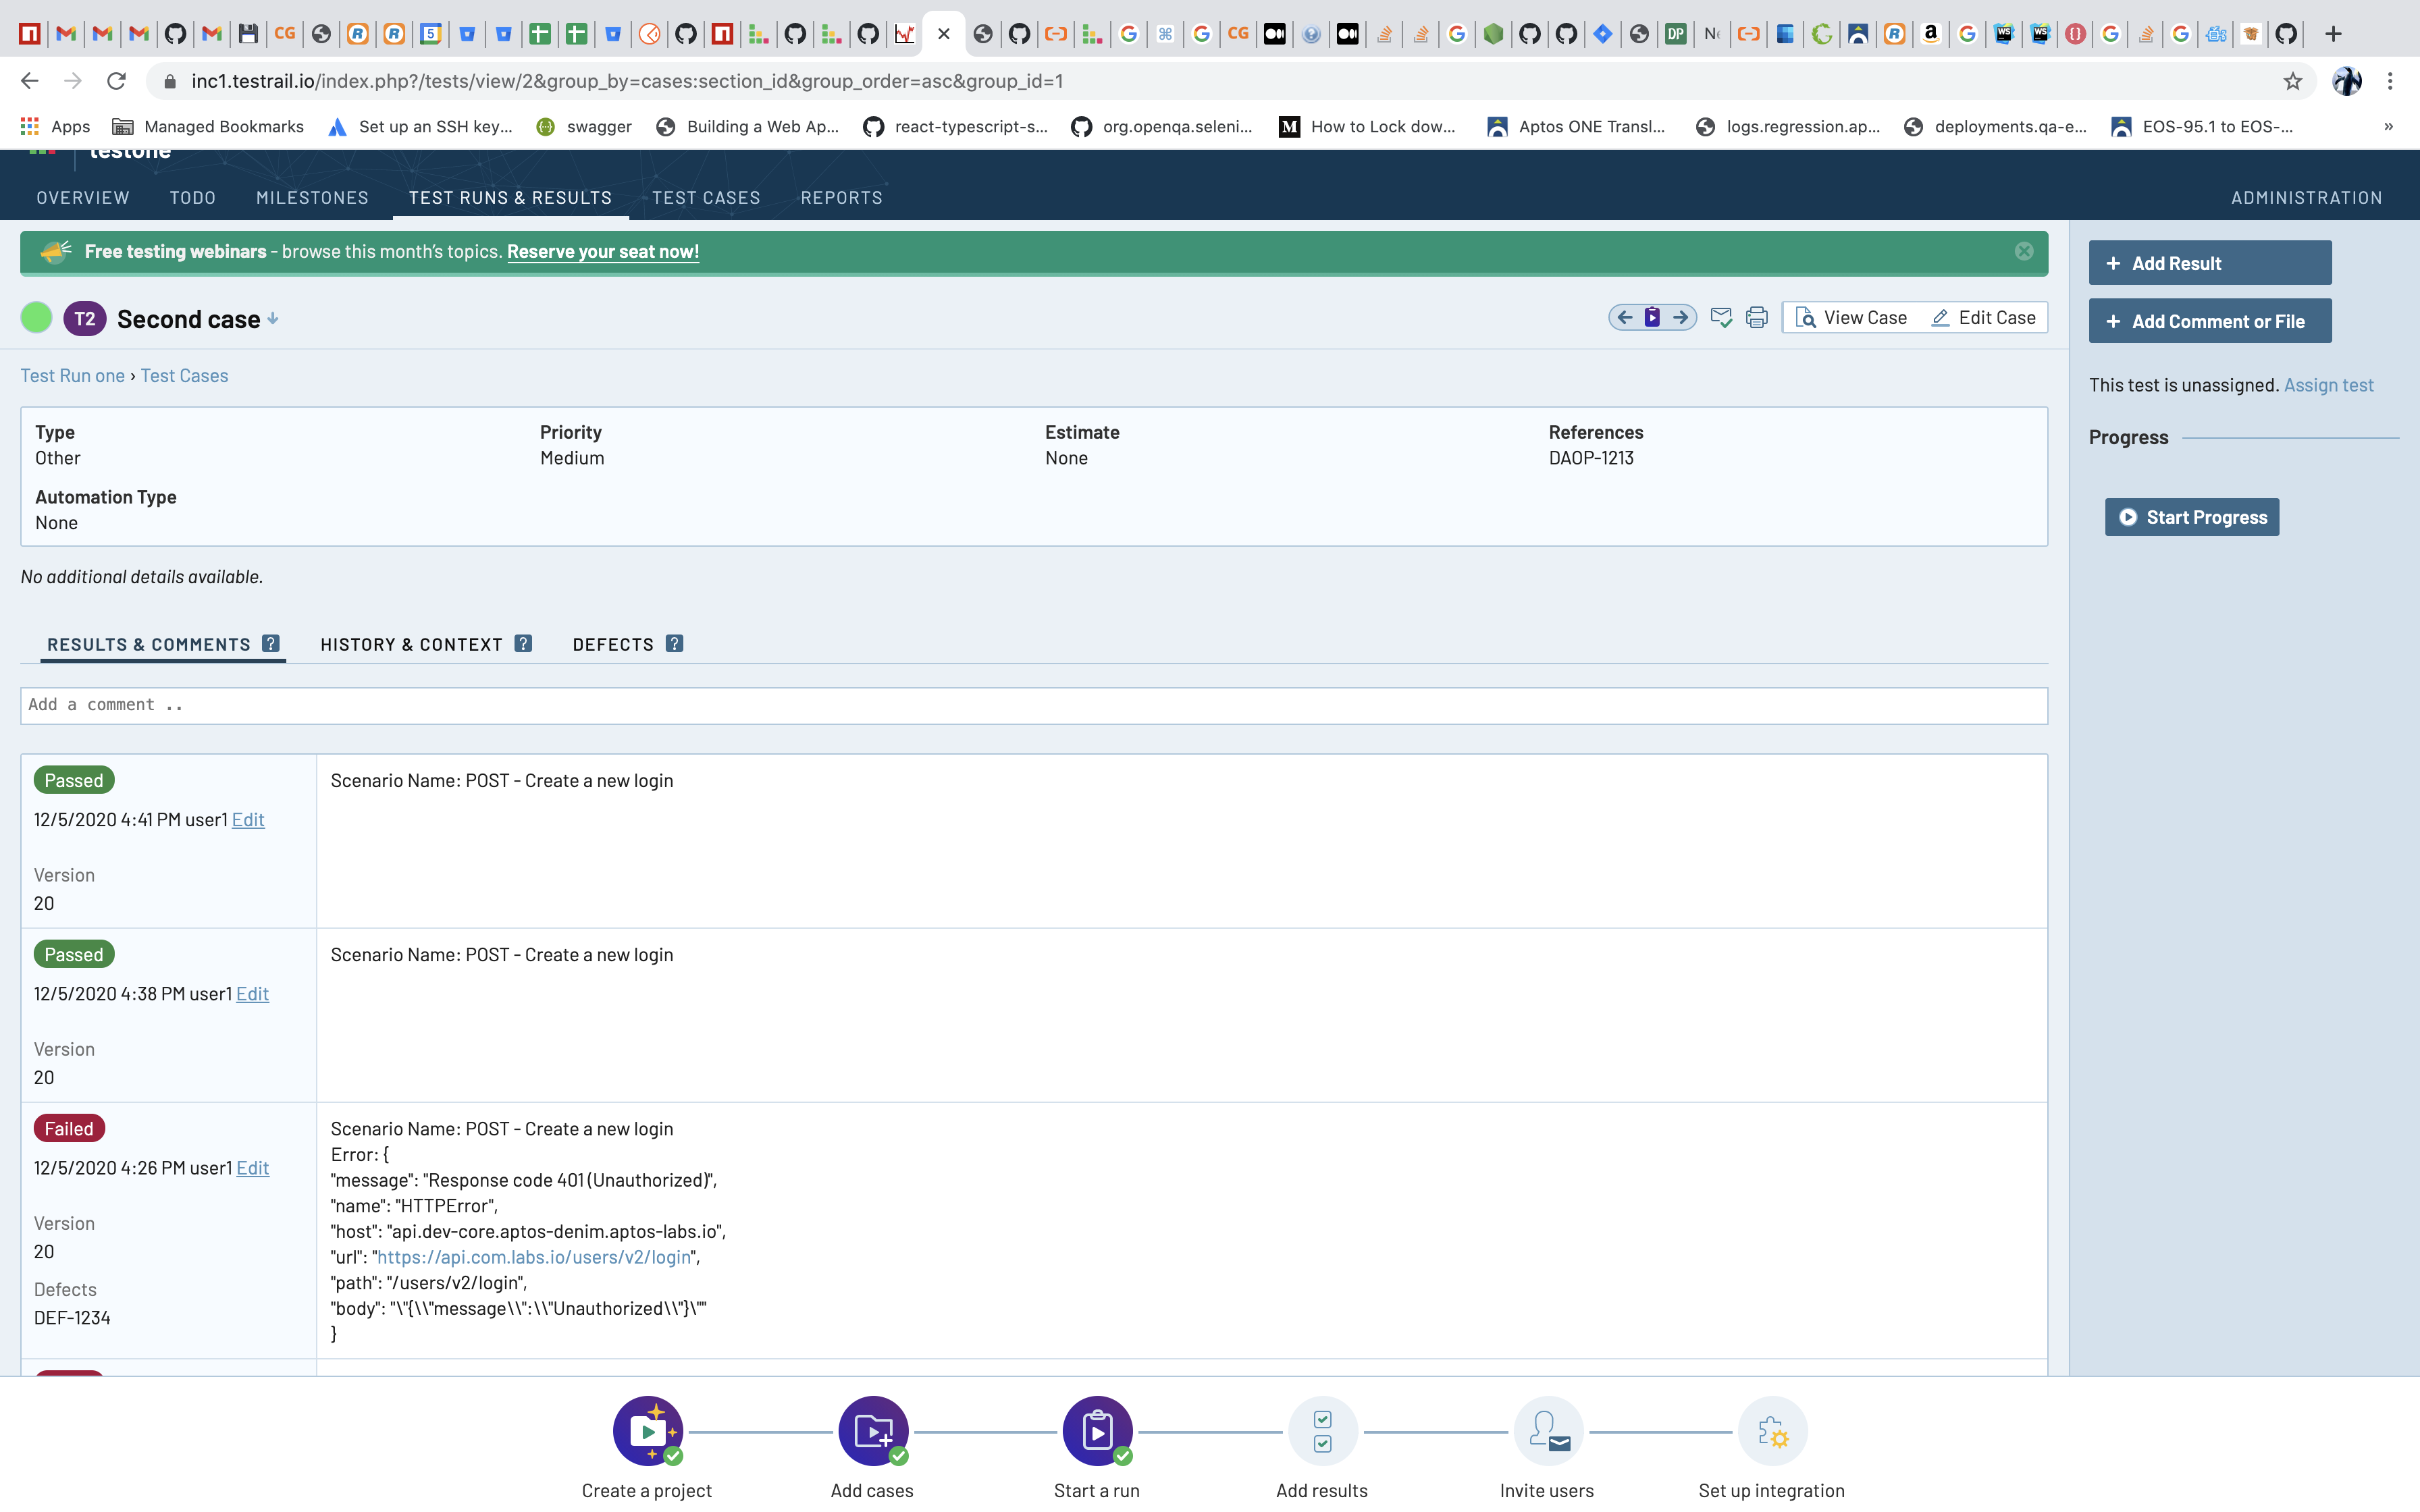 CG
5
CG
DP
WS
WS
inc1.testrail.io/index.php?/tests/view/2&group_by=cases:section_id&group_order=asc&group_id=1
Apps
Managed Bookmarks
Set up an SSH key...
swagger
Building a Web Ap...
react-typescript-s...
org.openqa.seleni...
How to Lock dow...
Aptos ONE Transl...
logs.regression.ap...
deployments.qa-e...
EOS-95.1 to EOS-...
»
testone
OVERVIEW
TODO
MILESTONES
TEST RUNS & RESULTS
TEST CASES
REPORTS
ADMINISTRATION
Free testing webinars - browse this month's topics. Reserve your seat now!
+ Add Result
T2
Second case
View Case
Edit Case
+ Add Comment or File
Test Run one › Test Cases
This test is unassigned. Assign test
Type
Other
Priority
Medium
Estimate
None
References
DAOP-1213
Progress
Automation Type
None
Start Progress
No additional details available.
RESULTS & COMMENTS ?
HISTORY & CONTEXT ?
DEFECTS ?
Add a comment ..
Passed
Scenario Name: POST - Create a new login
12/5/2020 4:41 PM user1 Edit
Version
20
Passed
Scenario Name: POST - Create a new login
12/5/2020 4:38 PM user1 Edit
Version
20
Failed
12/5/2020 4:26 PM user1 Edit
Version
20
Defects
DEF-1234
Scenario Name: POST - Create a new login
Error: {
"message": "Response code 401 (Unauthorized)",
"name": "HTTPError",
"host": "api.dev-core.aptos-denim.aptos-labs.io",
"url": "https://api.com.labs.io/users/v2/login",
"path": "/users/v2/login",
"body": "\"{\\"message\\":\\"Unauthorized\\"}\""
}
Create a project
Add cases
Start a run
Add results
Invite users
Set up integration